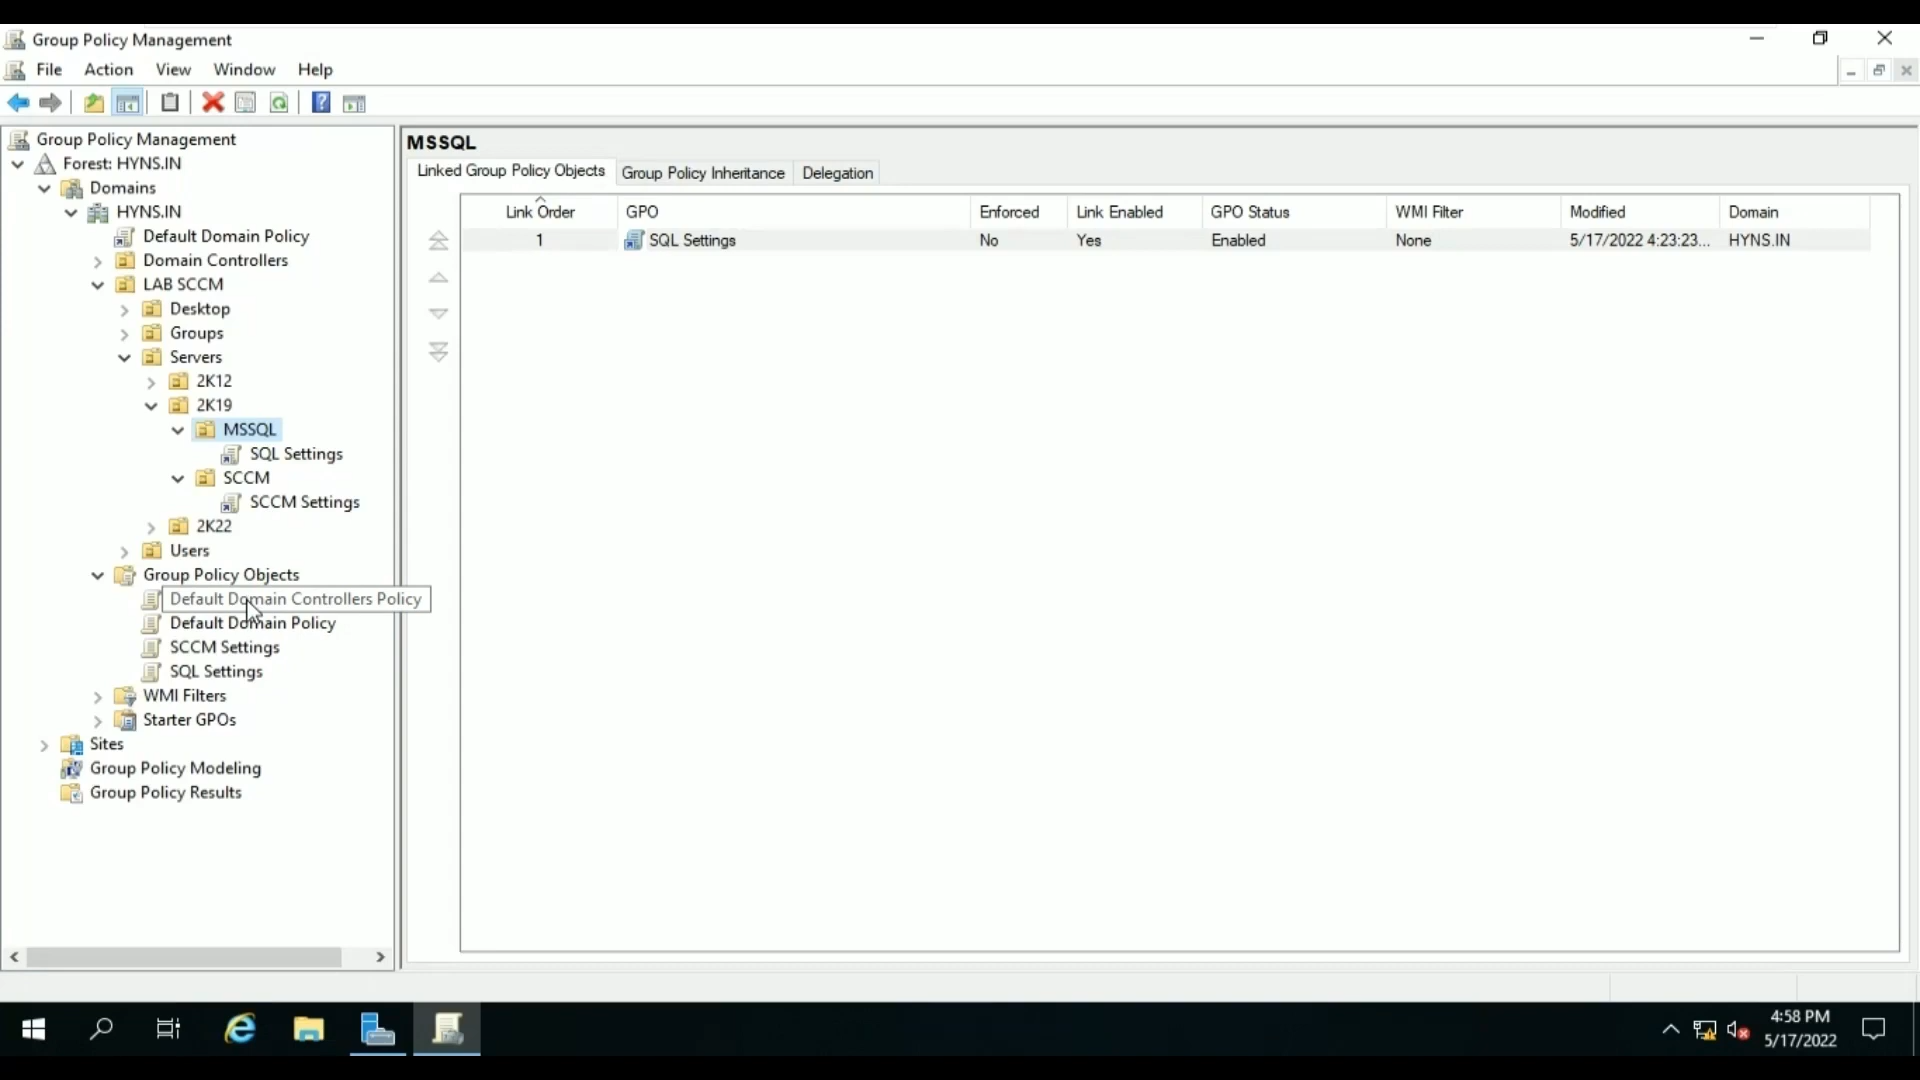 Group Policy Management
File Action View Window Help
Group Policy Management
Forest: HYNS.IN
Domains
HYNS.IN
Default Domain Policy
Domain Controllers
LAB SCCM
Desktop
Groups
Servers
2K12
2K19
MSSQL
SQL Settings
SCCM
SCCM Settings
2K22
Users
Group Policy Objects
Default Domain Controllers Policy
Default Domain Policy
SCCM Settings
SQL Settings
WMI Filters
Starter GPOs
Sites
Group Policy Modeling
Group Policy Results
MSSQL
Linked Group Policy Objects Group Policy Inheritance Delegation
Link Order GPO Enforced Link Enabled GPO Status WMI Filter Modified Domain
1 SQL Settings No Yes Enabled None 5/17/2022 4:23:23... HYNS.IN
4:58 PM
5/17/2022